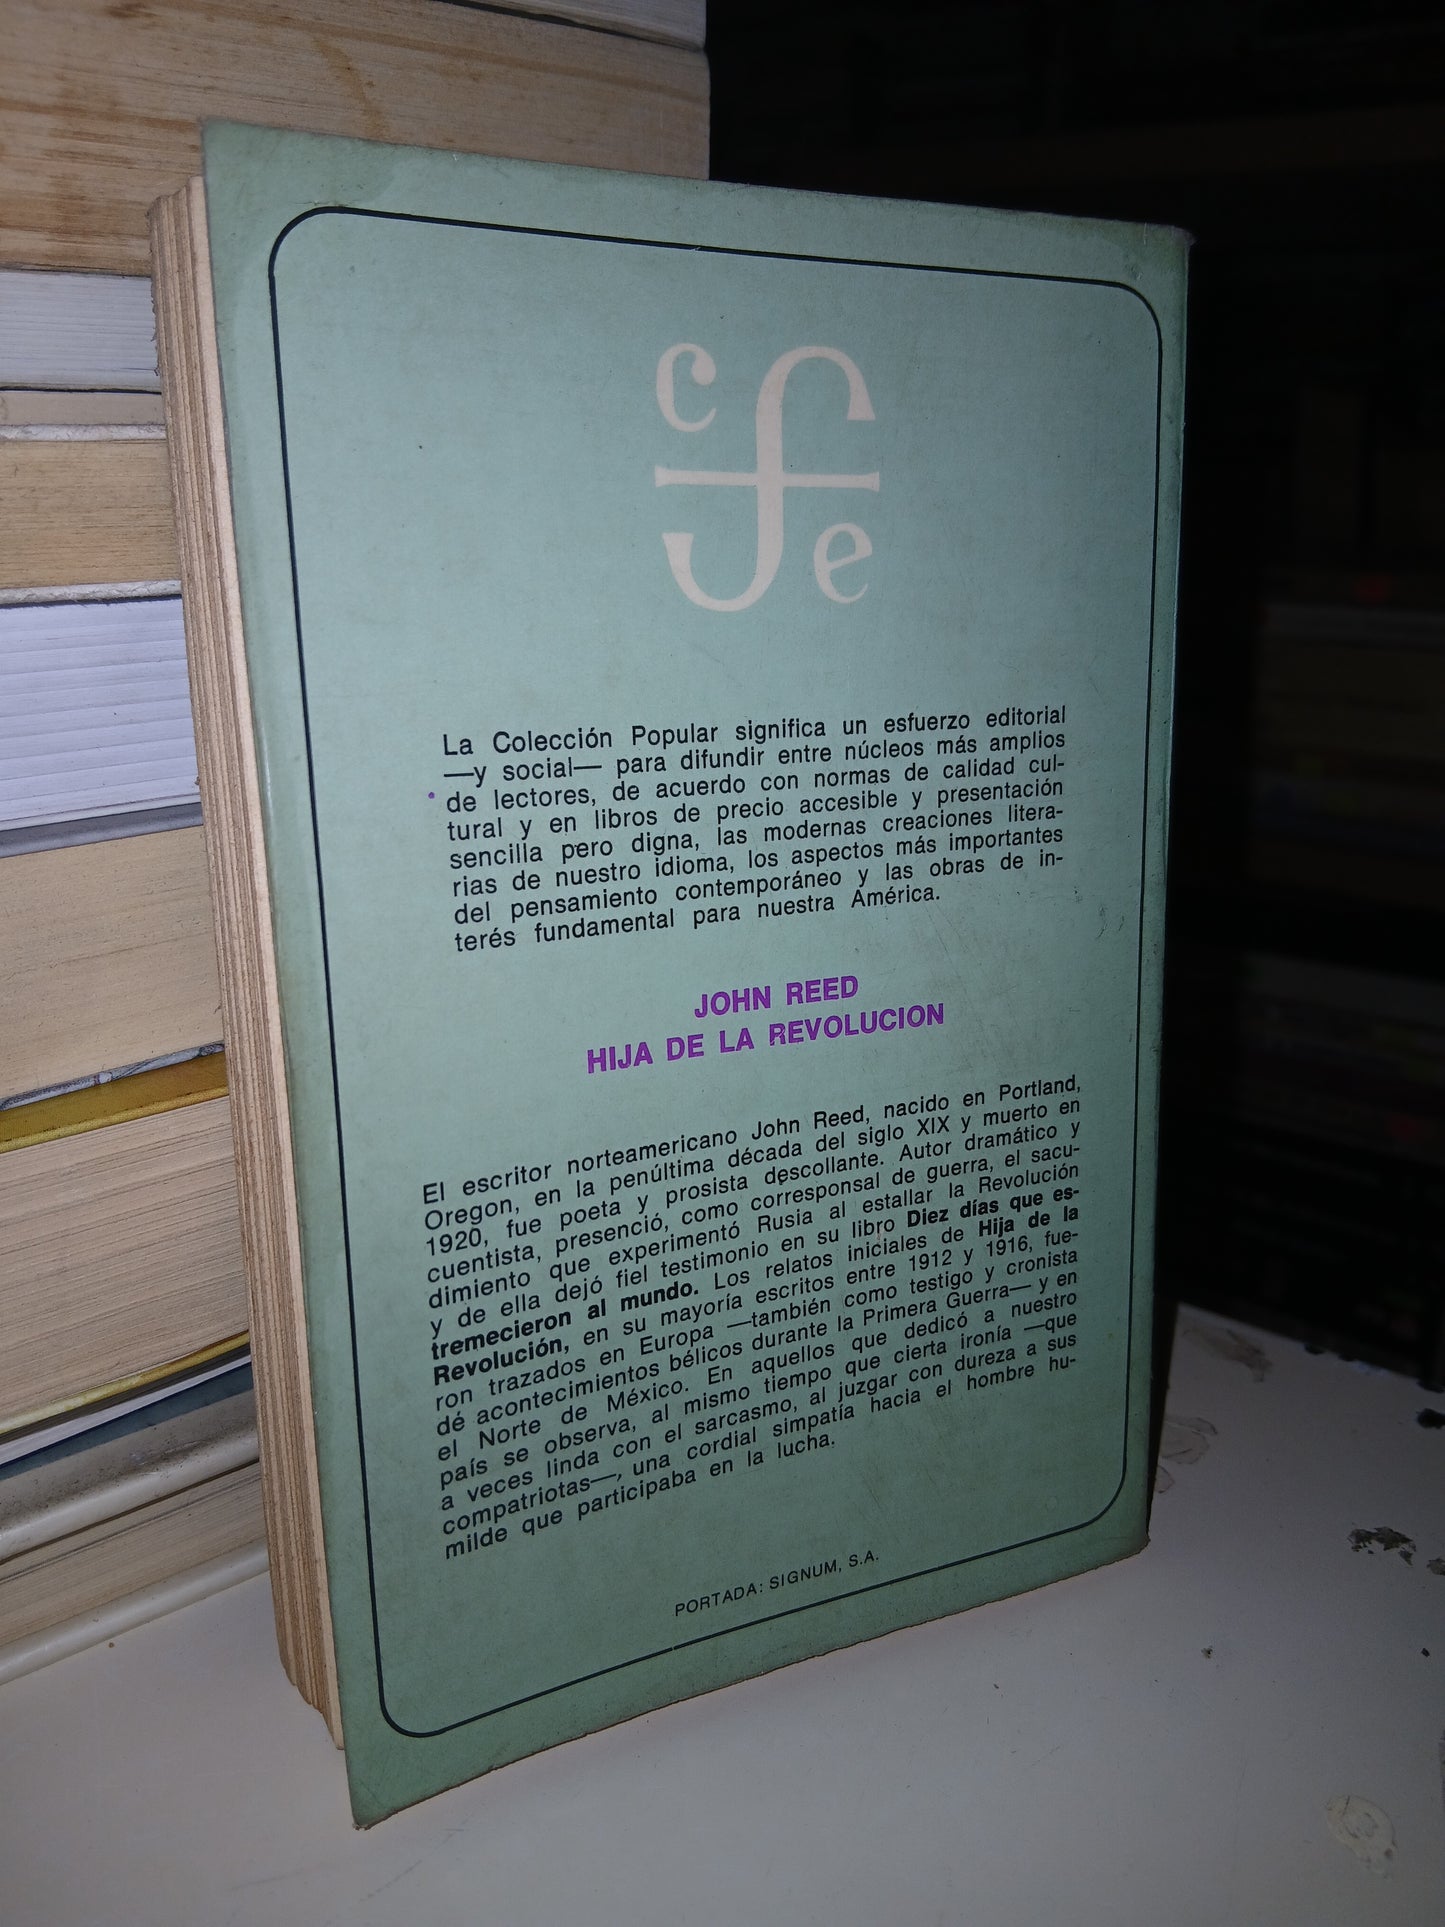 c f e
La Colección Popular significa un esfuerzo editorial
—y social— para difundir entre núcleos más amplios
de lectores, de acuerdo con normas de calidad cul-
tural y en libros de precio accesible y presentación
sencilla pero digna, las modernas creaciones litera-
rias de nuestro idioma, los aspectos más importantes
del pensamiento contemporáneo y las obras de in-
terés fundamental para nuestra América.
JOHN REED
HIJA DE LA REVOLUCION
El escritor norteamericano John Reed, nacido en Portland,
Oregon, en la penúltima década del siglo XIX y muerto en
1920, fue poeta y prosista descollante. Autor dramático y
cuentista, presenció, como corresponsal de guerra, el sacu-
dimiento que experimentó Rusia al estallar la Revolución
y de ella dejó fiel testimonio en su libro Diez días que es-
tremecieron al mundo. Los relatos iniciales de Hija de la
Revolución, en su mayoría escritos entre 1912 y 1916, fue-
ron trazados en Europa —también como testigo y cronista
dé acontecimientos bélicos durante la Primera Guerra— y en
el Norte de México. En aquellos que dedicó a nuestro
país se observa, al mismo tiempo que cierta ironía —que
a veces linda con el sarcasmo, al juzgar con dureza a sus
compatriotas—, una cordial simpatía hacia el hombre hu-
milde que participaba en la lucha.
PORTADA: SIGNUM, S.A.